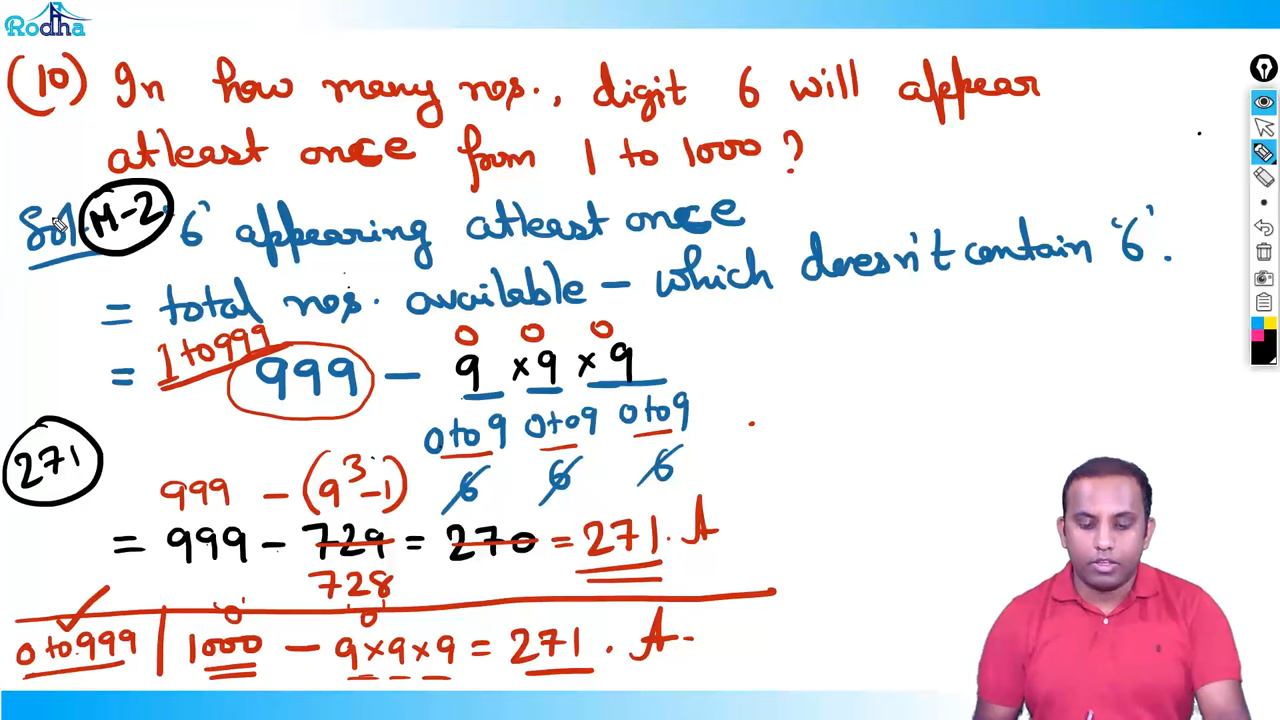 Rodha
(10) In how many nos., digit 6 will appear
atleast once from 1 to 1000 ?
Sol. M-2 '6' appearing atleast once
= total nos. available - which doesn't contain '6'.
1 to 999 0 0 0
= 999 - 9 × 9 × 9
0 to 9 0 to 9 0 to 9
271
6 6 6
999 - (9³-1)
= 999 - 729 = 270 = 271. A
728
0 0
0 to 999 | 1000 - 9 × 9 × 9 = 271. A.